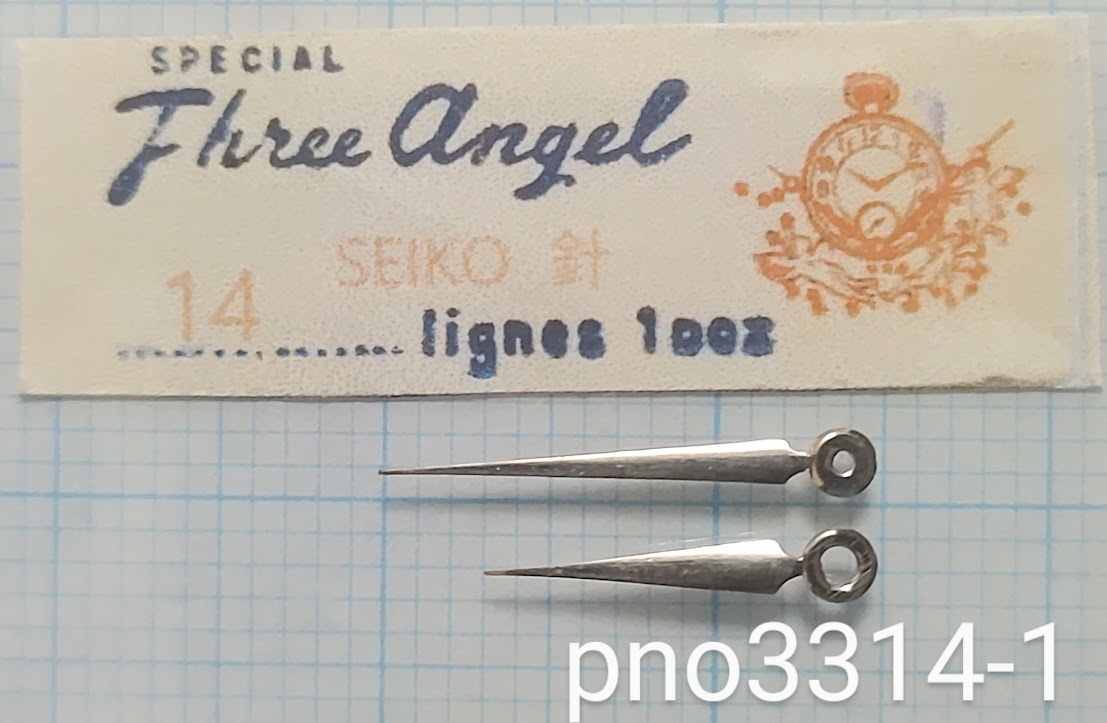 SPECIAL
Three Angel
SEIKO 針
14
lignes 1doz
pno3314-1